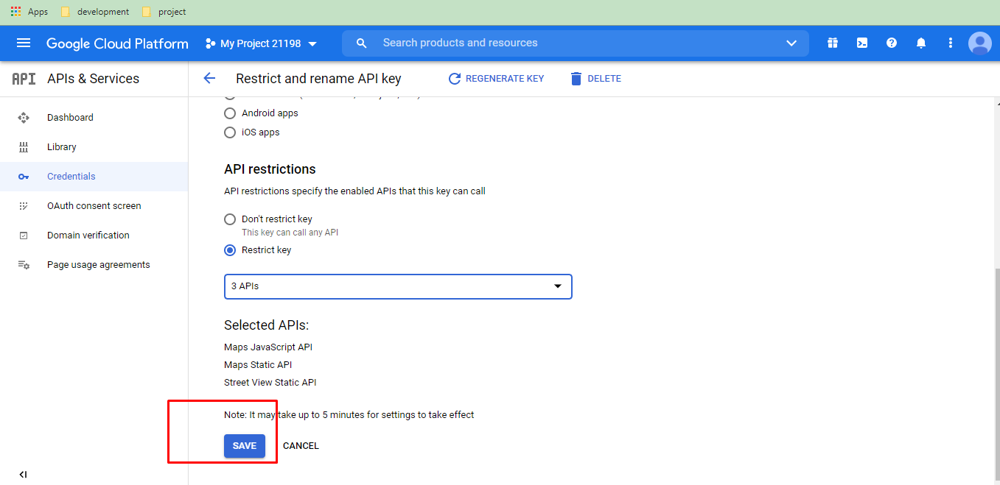 Apps development project
Google Cloud Platform My Project 21198 Search products and resources
API APIs & Services Restrict and rename API key REGENERATE KEY DELETE
Dashboard
Library
Credentials
OAuth consent screen
Domain verification
Page usage agreements
Android apps
iOS apps
API restrictions
API restrictions specify the enabled APIs that this key can call
Don't restrict key
This key can call any API
Restrict key
3 APIs
Selected APIs:
Maps JavaScript API
Maps Static API
Street View Static API
Note: It may take up to 5 minutes for settings to take effect
SAVE CANCEL